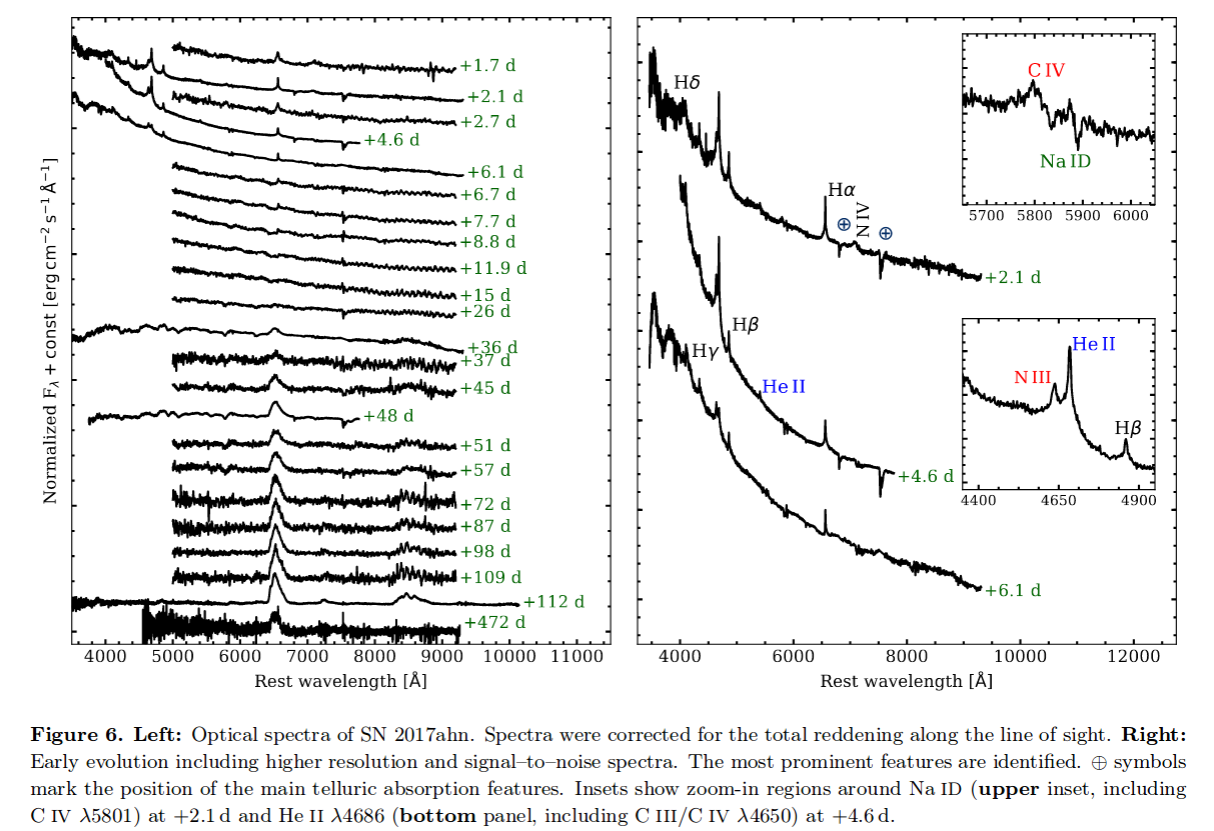 Normalized Fλ + const [erg cm⁻² s⁻¹ Å⁻¹]
+1.7 d
+2.1 d
+2.7 d
+4.6 d
+6.1 d
+6.7 d
+7.7 d
+8.8 d
+11.9 d
+15 d
+26 d
+36 d
+37 d
+45 d
+48 d
+51 d
+57 d
+72 d
+87 d
+98 d
+109 d
+112 d
+472 d
4000 5000 6000 7000 8000 9000 10000 11000
Rest wavelength [Å]
Hδ
Hα
⊕
N IV
⊕
+2.1 d
C IV
Na ID
5700 5800 5900 6000
Hβ
Hγ
He II
+4.6 d
+6.1 d
He II
N III
Hβ
4400 4650 4900
4000 6000 8000 10000 12000
Rest wavelength [Å]
Figure 6. Left: Optical spectra of SN 2017ahn. Spectra were corrected for the total reddening along the line of sight. Right:
Early evolution including higher resolution and signal–to–noise spectra. The most prominent features are identified. ⊕ symbols
mark the position of the main telluric absorption features. Insets show zoom-in regions around Na ID (upper inset, including
C IV λ5801) at +2.1 d and He II λ4686 (bottom panel, including C III/C IV λ4650) at +4.6 d.